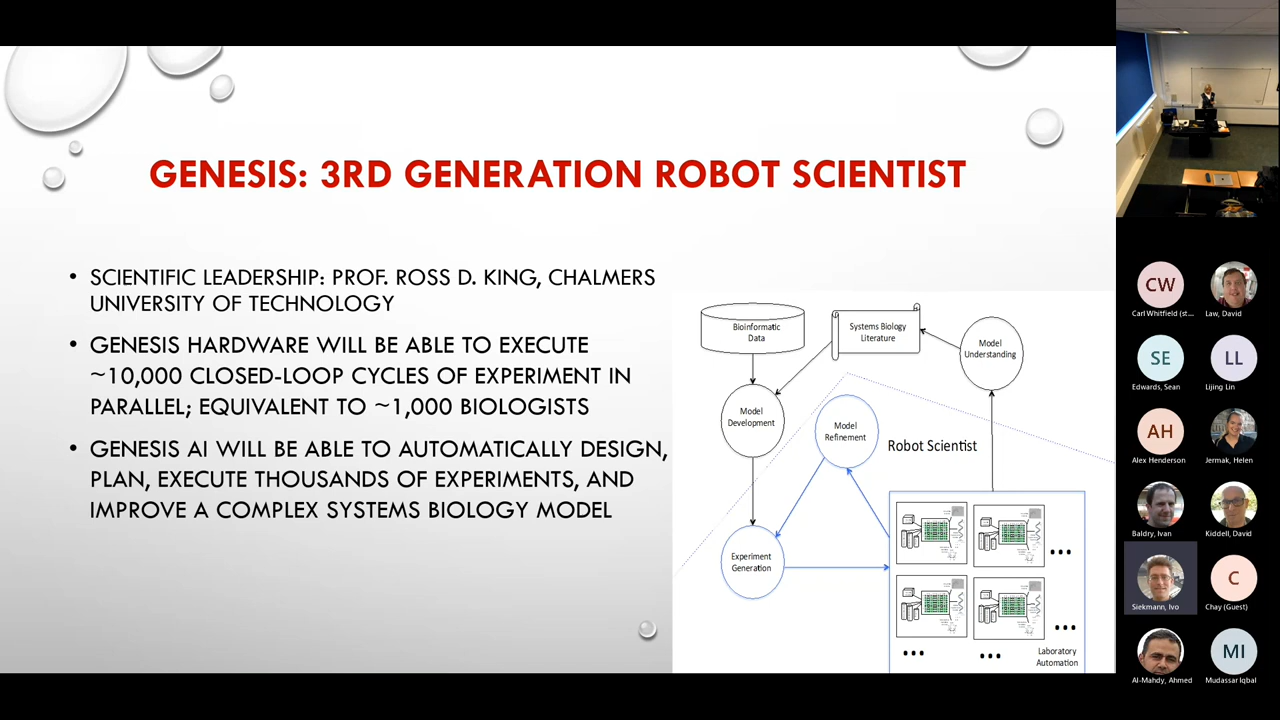 GENESIS: 3RD GENERATION ROBOT SCIENTIST
• SCIENTIFIC LEADERSHIP: PROF. ROSS D. KING, CHALMERS
UNIVERSITY OF TECHNOLOGY
• GENESIS HARDWARE WILL BE ABLE TO EXECUTE
~10,000 CLOSED-LOOP CYCLES OF EXPERIMENT IN
PARALLEL; EQUIVALENT TO ~1,000 BIOLOGISTS
• GENESIS AI WILL BE ABLE TO AUTOMATICALLY DESIGN,
PLAN, EXECUTE THOUSANDS OF EXPERIMENTS, AND
IMPROVE A COMPLEX SYSTEMS BIOLOGY MODEL
Bioinformatic
Data
Systems Biology
Literature
Model
Understanding
Model
Development
Model
Refinement
Robot Scientist
Experiment
Generation
...
...
...
...
Laboratory
Automation
CW
Carl Whitfield (st...
Law, David
SE
Edwards, Sean
LL
Lijing Lin
AH
Alex Henderson
Jermak, Helen
Baldry, Ivan
Kiddell, David
Siekmann, Ivo
C
Chay (Guest)
Al-Mahdy, Ahmed
MI
Mudassar Iqbal